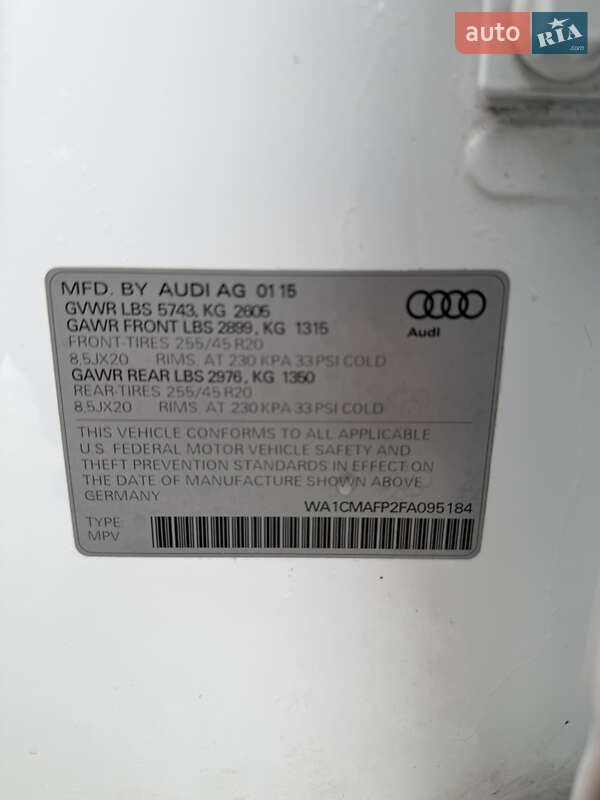 auto RIA.com
MFD. BY AUDI AG 01 15
GVWR LBS 5743, KG 2605
GAWR FRONT LBS 2899, KG 1315
FRONT-TIRES 255/45 R20
8,5JX20 RIMS, AT 230 KPA 33 PSI COLD
GAWR REAR LBS 2976, KG 1350
REAR-TIRES 255/45 R20
8,5JX20 RIMS, AT 230 KPA 33 PSI COLD
Audi
THIS VEHICLE CONFORMS TO ALL APPLICABLE
U.S. FEDERAL MOTOR VEHICLE SAFETY AND
THEFT PREVENTION STANDARDS IN EFFECT ON
THE DATE OF MANUFACTURE SHOWN ABOVE.
GERMANY
WA1CMAFP2FA095184
TYPE:
MPV